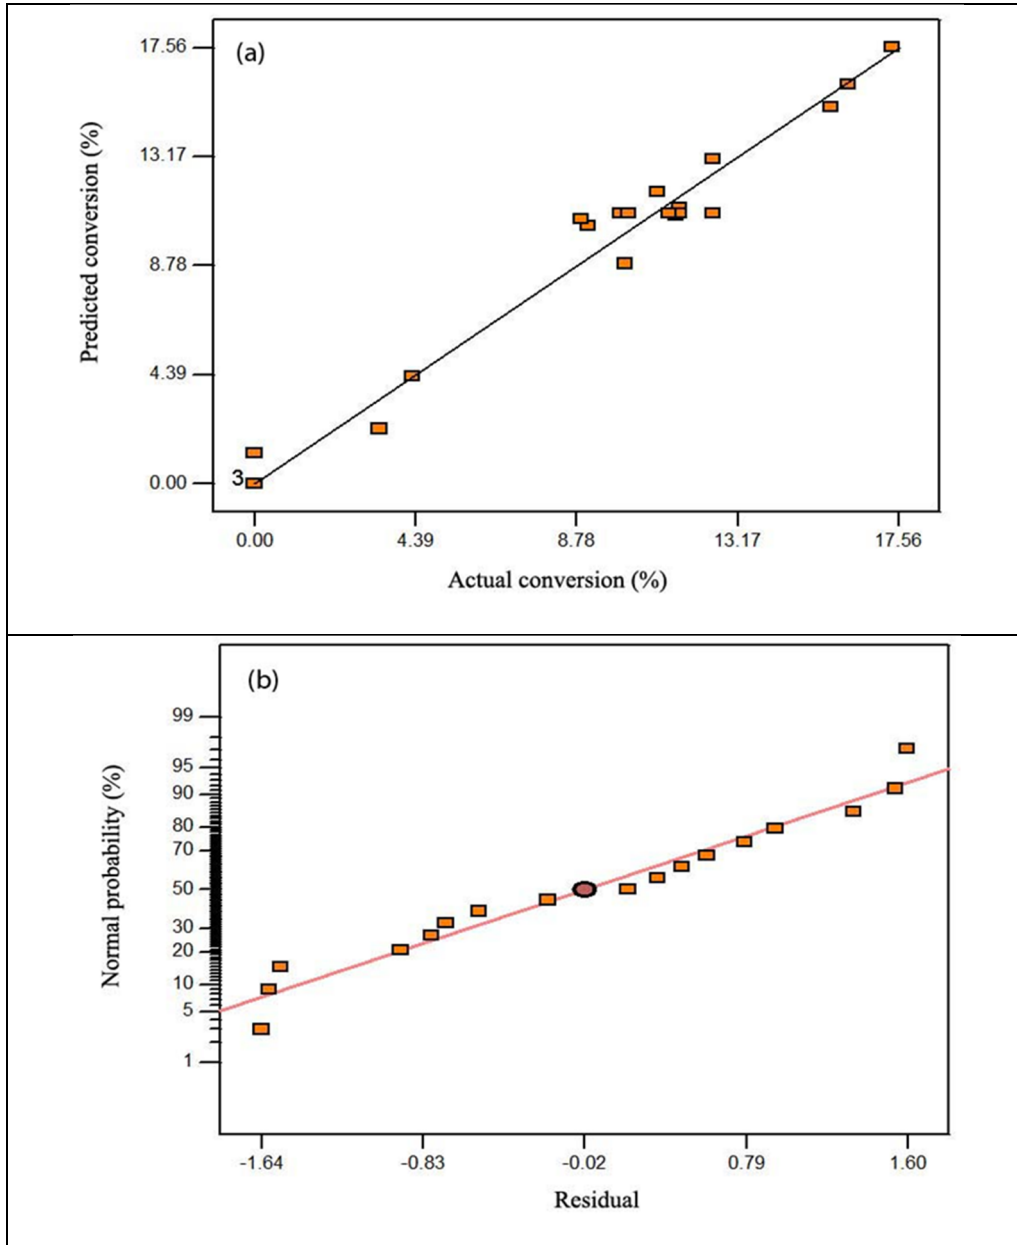 (a)
17.56
13.17
8.78
4.39
0.00
3
Predicted conversion (%)
0.00 4.39 8.78 13.17 17.56
Actual conversion (%)
(b)
99
95
90
80
70
50
30
20
10
5
1
Normal probability (%)
-1.64 -0.83 -0.02 0.79 1.60
Residual